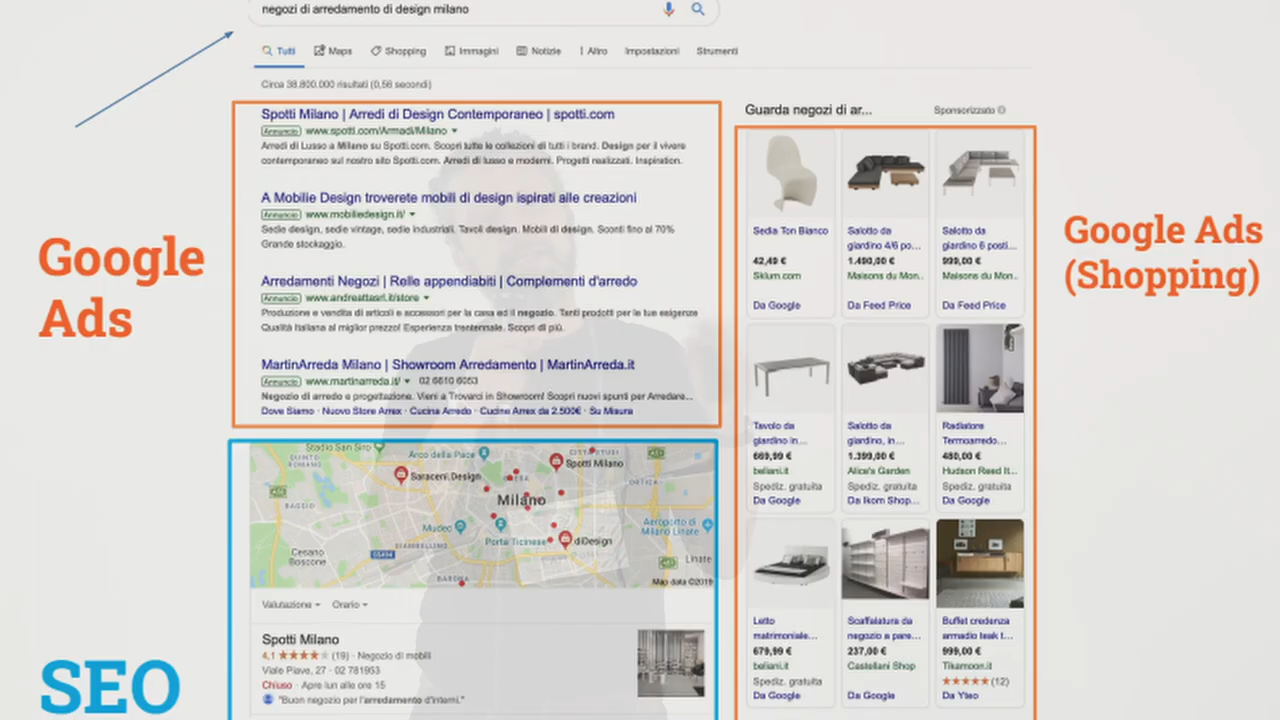 negozi di arredamento di design milano
Tutti Maps Shopping Immagini Notizie Altro Impostazioni Strumenti
Circa 38.800.000 risultati (0,56 secondi)
Google
Ads
Spotti Milano | Arredi di Design Contemporaneo | spotti.com
Annuncio www.spotti.com/Armadi/Milano
Arredi di Lusso a Milano su Spotti.com. Scopri tutte le collezioni di tutti i brand. Design per il vivere
contemporaneo sul nostro sito Spotti.com. Arredi di lusso e moderni. Progetti realizzati. Inspiration.
A Mobilie Design troverete mobili di design ispirati alle creazioni
Annuncio www.mobiliedesign.it/
Sedie design, sedie vintage, sedie industriali. Tavoli design. Mobili di design. Sconti fino al 70%
Grande stockaggio.
Arredamenti Negozi | Relle appendiabiti | Complementi d'arredo
Annuncio www.andreattasrl.it/store
Produzione e vendita di articoli e accessori per la casa ed il negozio. Tanti prodotti per le tue esigenze
Qualità Italiana al miglior prezzo! Esperienza trentennale. Scopri di più.
MartinArreda Milano | Showroom Arredamento | MartinArreda.it
Annuncio www.martinarreda.it/ 02 6610 6053
Negozio di arredo e progettazione. Vieni a Trovarci in Showroom! Scopri nuovi spunti per Arredare...
Dove Siamo · Nuovo Store Arrex · Cucina Arredo · Cucine Arrex da 2.500€ · Su Misura
Guarda negozi di ar... Sponsorizzato
Google Ads
(Shopping)
Sedia Ton Bianco
42,49 €
Sklum.com
Da Google
Salotto da
giardino 4/6 po...
1.490,00 €
Maisons du Mon..
Da Feed Price
Salotto da
giardino 6 posti...
999,00 €
Maisons du Mon..
Da Feed Price
Tavolo da
giardino in...
669,99 €
beliani.it
Spediz. gratuita
Da Google
Salotto da
giardino, in...
1.399,00 €
Alice's Garden
Spediz. gratuita
Da Ikom Shop...
Radiatore
Termoarredo...
480,00 €
Hudson Reed It...
Spediz. gratuita
Da Google
Letto
matrimoniale...
679,99 €
beliani.it
Spediz. gratuita
Da Google
Scaffalatura da
negozio a pare...
237,00 €
Castellani Shop
Da Google
Buffet credenza
armadio teak l...
999,00 €
Tikamoon.it
(12)
Da Yteo
SEO
Stadio San Siro
QUINTO
ROMANO
Arco della Pace
CITTÀ STUDI
Spotti Milano
Saraceni Design
BRERA
Milano
ORTICA
BAGGIO
Mudec
Porta Ticinese
diDesign
Aeroporto di
Milano Linate
GIAMBELLINO
Cesano
Boscone
Linate
BARONA
Map data ©2019
Valutazione Orario
Spotti Milano
4,1 (19) · Negozio di mobili
Viale Piave, 27 · 02 781953
Chiuso · Apre lun alle ore 15
"Buon negozio per l'arredamento d'interni."